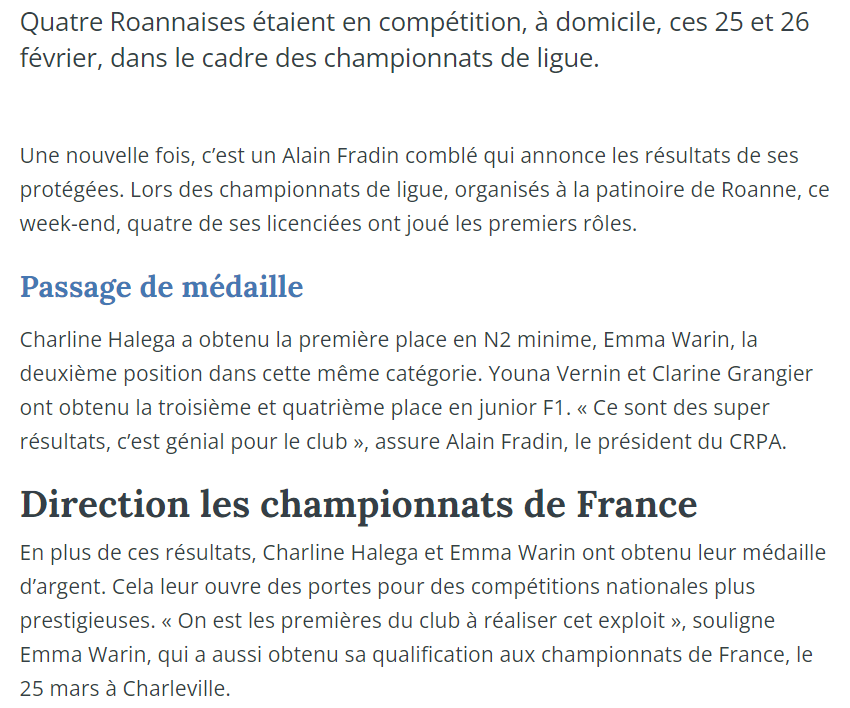 Quatre Roannaises étaient en compétition, à domicile, ces 25 et 26
février, dans le cadre des championnats de ligue.
Une nouvelle fois, c’est un Alain Fradin comblé qui annonce les résultats de ses
protégées. Lors des championnats de ligue, organisés à la patinoire de Roanne, ce
week-end, quatre de ses licenciées ont joué les premiers rôles.
Passage de médaille
Charline Halega a obtenu la première place en N2 minime, Emma Warin, la
deuxième position dans cette même catégorie. Youna Vernin et Clarine Grangier
ont obtenu la troisième et quatrième place en junior F1. « Ce sont des super
résultats, c’est génial pour le club », assure Alain Fradin, le président du CRPA.
Direction les championnats de France
En plus de ces résultats, Charline Halega et Emma Warin ont obtenu leur médaille
d’argent. Cela leur ouvre des portes pour des compétitions nationales plus
prestigieuses. « On est les premières du club à réaliser cet exploit », souligne
Emma Warin, qui a aussi obtenu sa qualification aux championnats de France, le
25 mars à Charleville.